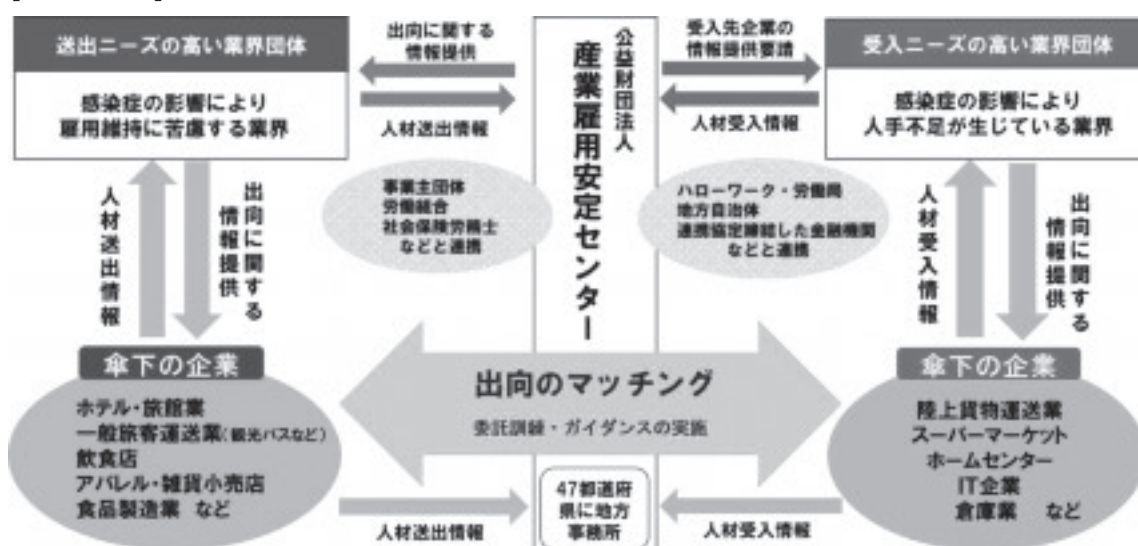 送出ニーズの高い業界団体
感染症の影響により
雇用維持に苦慮する業界
出向に関する
情報提供
人材送出情報
公益財団法人
産業雇用安定センター
受入先企業の
情報提供要請
人材受入情報
受入ニーズの高い業界団体
感染症の影響により
人手不足が生じている業界
人材送出情報
出向に関する
情報提供
事業主団体
労働組合
社会保険労務士
などと連携
ハローワーク・労働局
地方自治体
連携協定締結した金融機関
などと連携
人材受入情報
出向に関する
情報提供
傘下の企業
ホテル・旅館業
一般旅客運送業(観光バスなど)
飲食店
アパレル・雑貨小売店
食品製造業 など
出向のマッチング
委託訓練・ガイダンスの実施
傘下の企業
陸上貨物運送業
スーパーマーケット
ホームセンター
IT企業
倉庫業 など
人材送出情報
47都道府
県に地方
事務所
人材受入情報